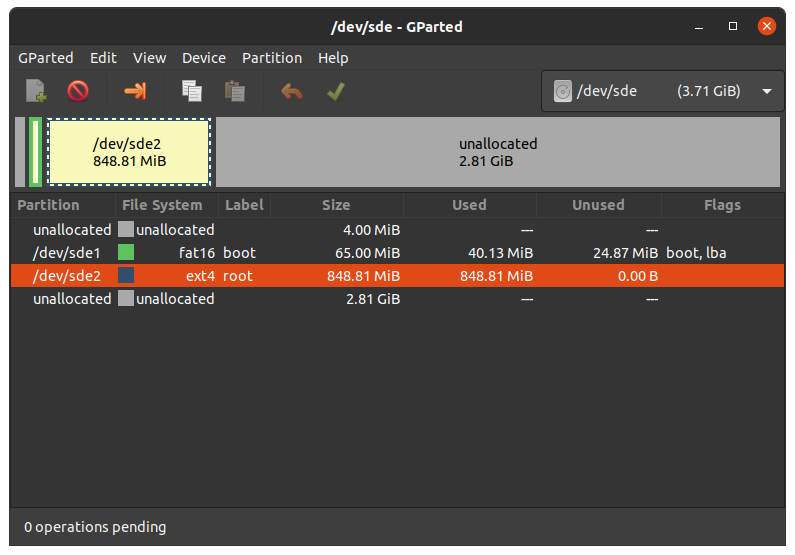 /dev/sde - GParted
GParted Edit View Device Partition Help
/dev/sde (3.71 GiB)
/dev/sde2
848.81 MiB
unallocated
2.81 GiB
Partition File System Label Size Used Unused Flags
unallocated unallocated 4.00 MiB --- ---
/dev/sde1 fat16 boot 65.00 MiB 40.13 MiB 24.87 MiB boot, lba
/dev/sde2 ext4 root 848.81 MiB 848.81 MiB 0.00 B
unallocated unallocated 2.81 GiB --- ---
0 operations pending